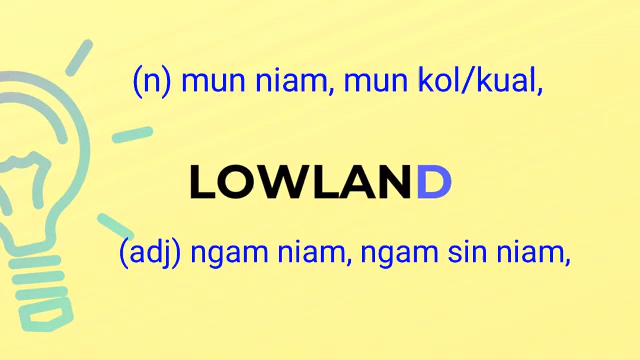 (n) mun niam, mun kol/kual,
LOWLAND
(adj) ngam niam, ngam sin niam,